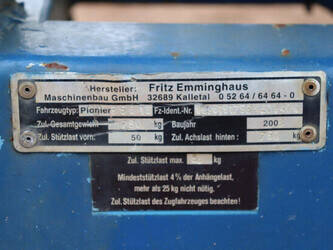 Hersteller: Fritz Emminghaus
Maschinenbau GmbH 32689 Kalletal 0 52 64 / 64 64 - 0
Fahrzeugtyp: Pionier Fz-Ident.-Nr.
Zul. Gesamtgewicht kg Baujahr 200
Zul. Stützlast vorn: 50 kg Zul. Achslast hinten : kg
Zul. Stützlast max. kg
Mindeststützlast 4% der Anhängelast,
mehr als 25 kg nicht nötig.
Zul. Stützlast des Zugfahrzeuges beachten!